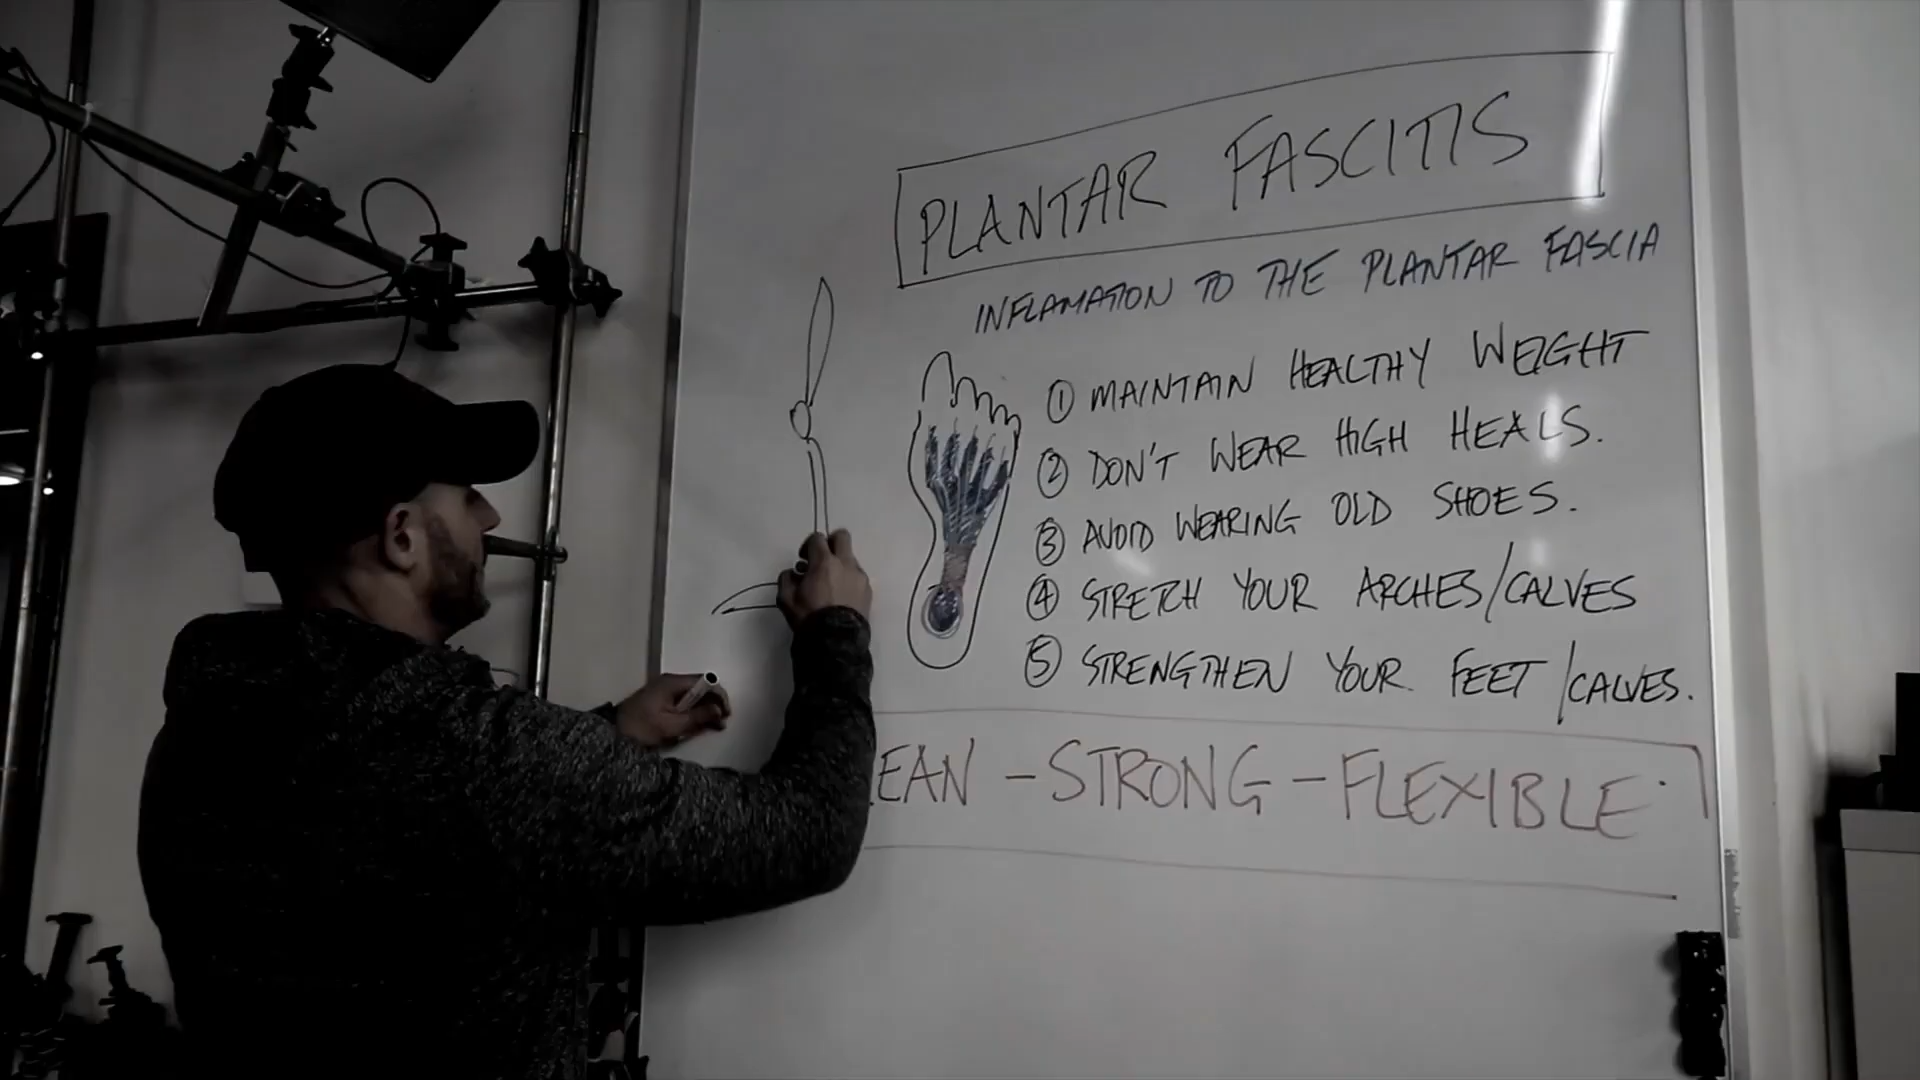 PLANTAR FASCITIS
INFLAMATION TO THE PLANTAR FASCIA
① MAINTAIN HEALTHY WEIGHT
② DON'T WEAR HIGH HEALS.
③ AVOID WEARING OLD SHOES.
④ STRETCH YOUR ARCHES/CALVES
⑤ STRENGTHEN YOUR FEET/CALVES.
EAN - STRONG - FLEXIBLE.